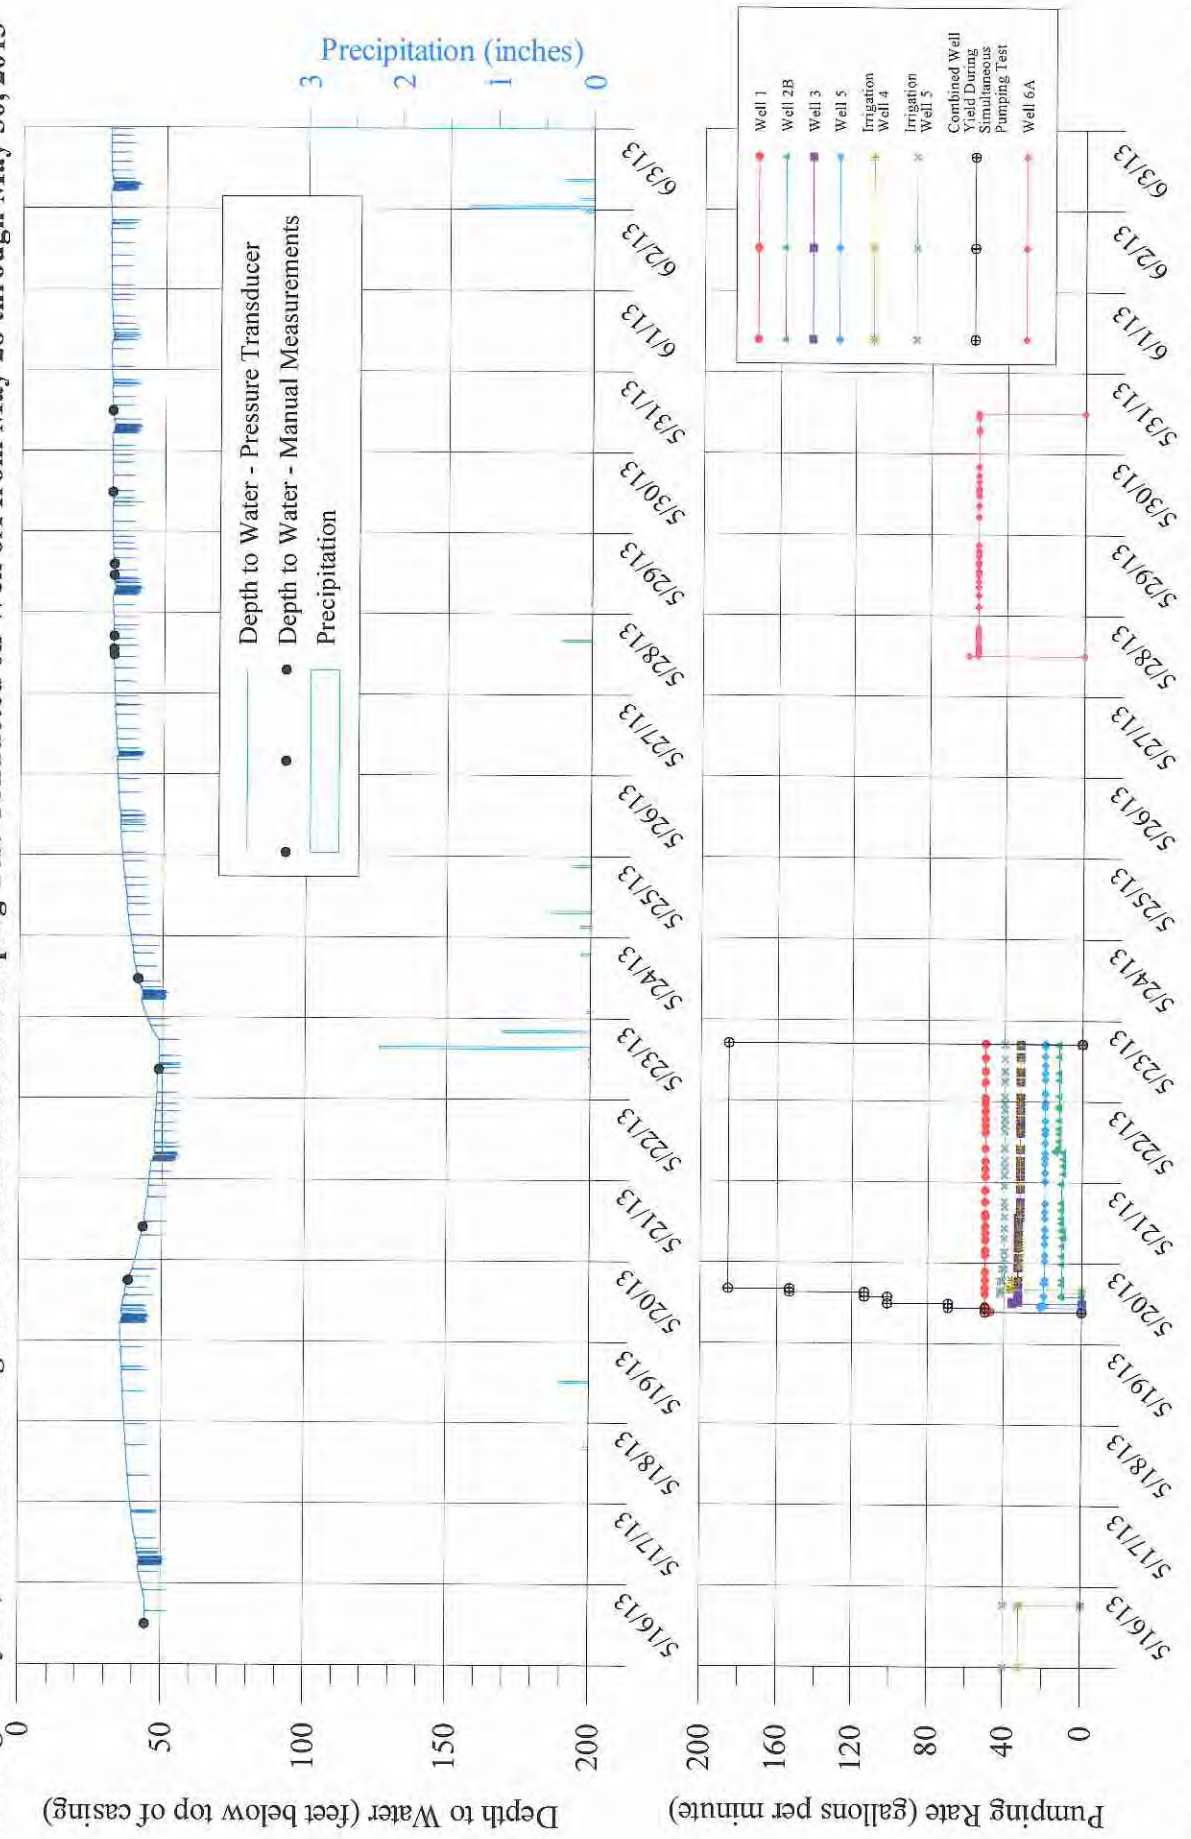 May 28 through May 30, 2013
Precipitation (inches)
3
2
1
0
Depth to Water - Pressure Transducer
Depth to Water - Manual Measurements
Precipitation
0
50
100
150
200
Depth to Water (feet below top of casing)
5/16/13
5/17/13
5/18/13
5/19/13
5/20/13
5/21/13
5/22/13
5/23/13
5/24/13
5/25/13
5/26/13
5/27/13
5/28/13
5/29/13
5/30/13
5/31/13
6/1/13
6/2/13
6/3/13
Well 1
Well 2B
Well 3
Well 5
Irrigation
Well 4
Irrigation
Well 5
Combined Well
Yield During
Simultaneous
Pumping Test
Well 6A
200
160
120
80
40
0
Pumping Rate (gallons per minute)
5/16/13
5/17/13
5/18/13
5/19/13
5/20/13
5/21/13
5/22/13
5/23/13
5/24/13
5/25/13
5/26/13
5/27/13
5/28/13
5/29/13
5/30/13
5/31/13
6/1/13
6/2/13
6/3/13